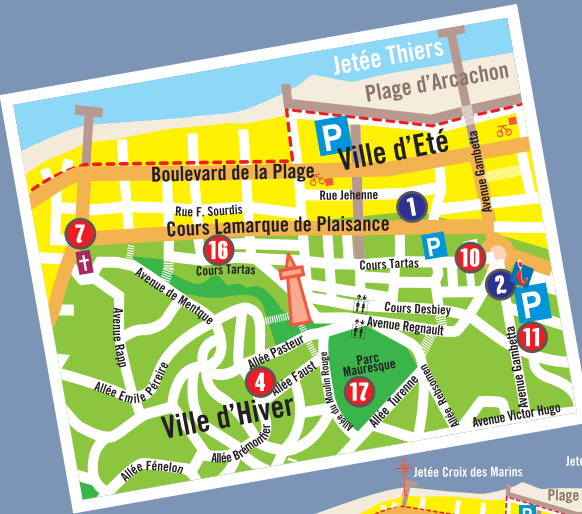 Jetée Thiers
Plage d'Arcachon
P
Ville d'Eté
Avenue Gambetta
Boulevard de la Plage
Rue Jehenne
1
Rue F. Sourdis
Cours Lamarque de Plaisance
7
16
P
10
Cours Tartas
Cours Tartas
2
P
Avenue de Mentque
Cours Desbiey
Avenue Regnault
11
Avenue Rapp
Allée Pasteur
Parc
Mauresque
Avenue Gambetta
Allée Emile Péreire
4
Allée Faust
Allée du Moulin Rouge
17
Allée Turenne
Allée Rebsomen
Ville d'Hiver
Avenue Victor Hugo
Allée Brémontier
Allée Fénelon
Jetée Croix des Marins
Jeté
Plage
P